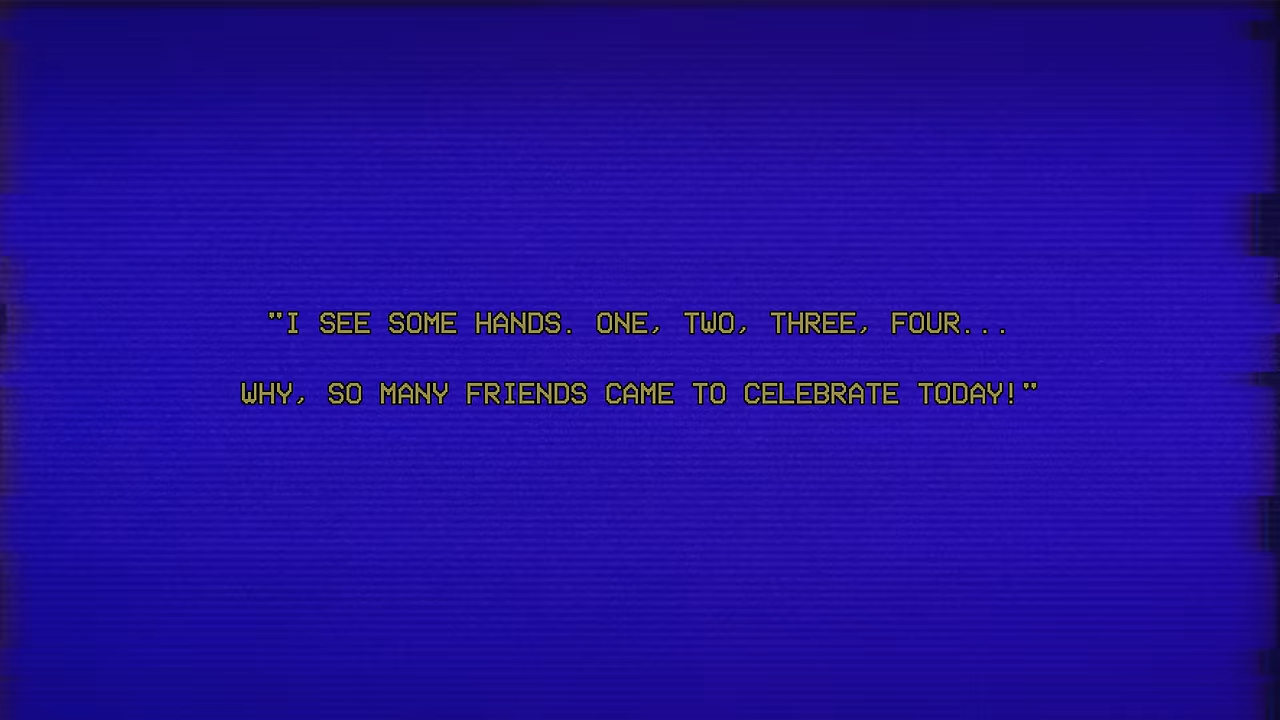 "I SEE SOME HANDS. ONE, TWO, THREE, FOUR...
WHY, SO MANY FRIENDS CAME TO CELEBRATE TODAY!"